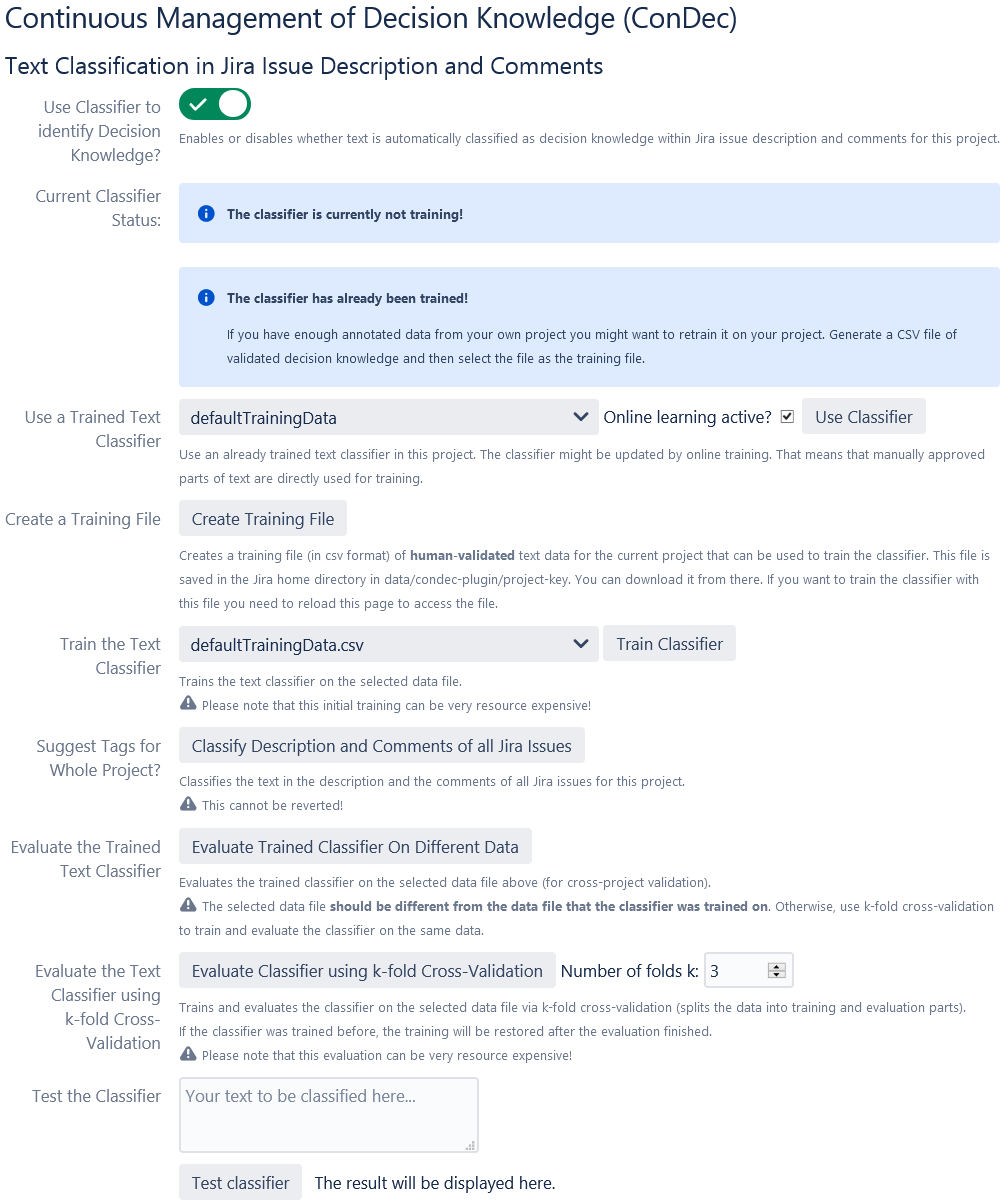 Continuous Management of Decision Knowledge (ConDec)
Text Classification in Jira Issue Description and Comments
Use Classifier to
identify Decision
Knowledge?
Enables or disables whether text is automatically classified as decision knowledge within Jira issue description and comments for this project.
Current Classifier
Status:
The classifier is currently not training!
The classifier has already been trained!
If you have enough annotated data from your own project you might want to retrain it on your project. Generate a CSV file of
validated decision knowledge and then select the file as the training file.
Use a Trained Text
Classifier
defaultTrainingData Online learning active? Use Classifier
Use an already trained text classifier in this project. The classifier might be updated by online training. That means that manually approved
parts of text are directly used for training.
Create a Training File
Create Training File
Creates a training file (in csv format) of human-validated text data for the current project that can be used to train the classifier. This file is
saved in the Jira home directory in data/condec-plugin/project-key. You can download it from there. If you want to train the classifier with
this file you need to reload this page to access the file.
Train the Text
Classifier
defaultTrainingData.csv Train Classifier
Trains the text classifier on the selected data file.
Please note that this initial training can be very resource expensive!
Suggest Tags for
Whole Project?
Classify Description and Comments of all Jira Issues
Classifies the text in the description and the comments of all Jira issues for this project.
This cannot be reverted!
Evaluate the Trained
Text Classifier
Evaluate Trained Classifier On Different Data
Evaluates the trained classifier on the selected data file above (for cross-project validation).
The selected data file should be different from the data file that the classifier was trained on. Otherwise, use k-fold cross-validation
to train and evaluate the classifier on the same data.
Evaluate the Text
Classifier using
k-fold Cross-
Validation
Evaluate Classifier using k-fold Cross-Validation Number of folds k: 3
Trains and evaluates the classifier on the selected data file via k-fold cross-validation (splits the data into training and evaluation parts).
If the classifier was trained before, the training will be restored after the evaluation finished.
Please note that this evaluation can be very resource expensive!
Test the Classifier
Your text to be classified here...
Test classifier The result will be displayed here.